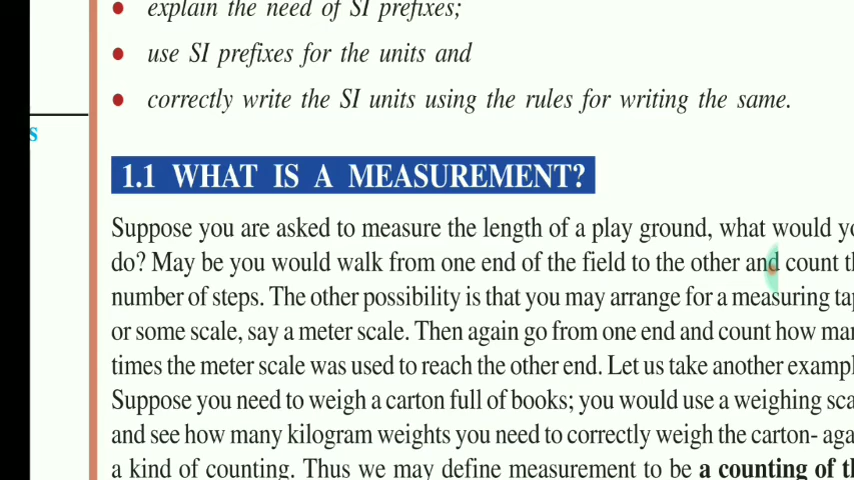 • explain the need of SI prefixes;
• use SI prefixes for the units and
• correctly write the SI units using the rules for writing the same.
1.1 WHAT IS A MEASUREMENT?
Suppose you are asked to measure the length of a play ground, what would
do? May be you would walk from one end of the field to the other and count
number of steps. The other possibility is that you may arrange for a measuring
or some scale, say a meter scale. Then again go from one end and count how
times the meter scale was used to reach the other end. Let us take another
Suppose you need to weigh a carton full of books; you would use a weighing
and see how many kilogram weights you need to correctly weigh the carton-
a kind of counting. Thus we may define measurement to be a counting of